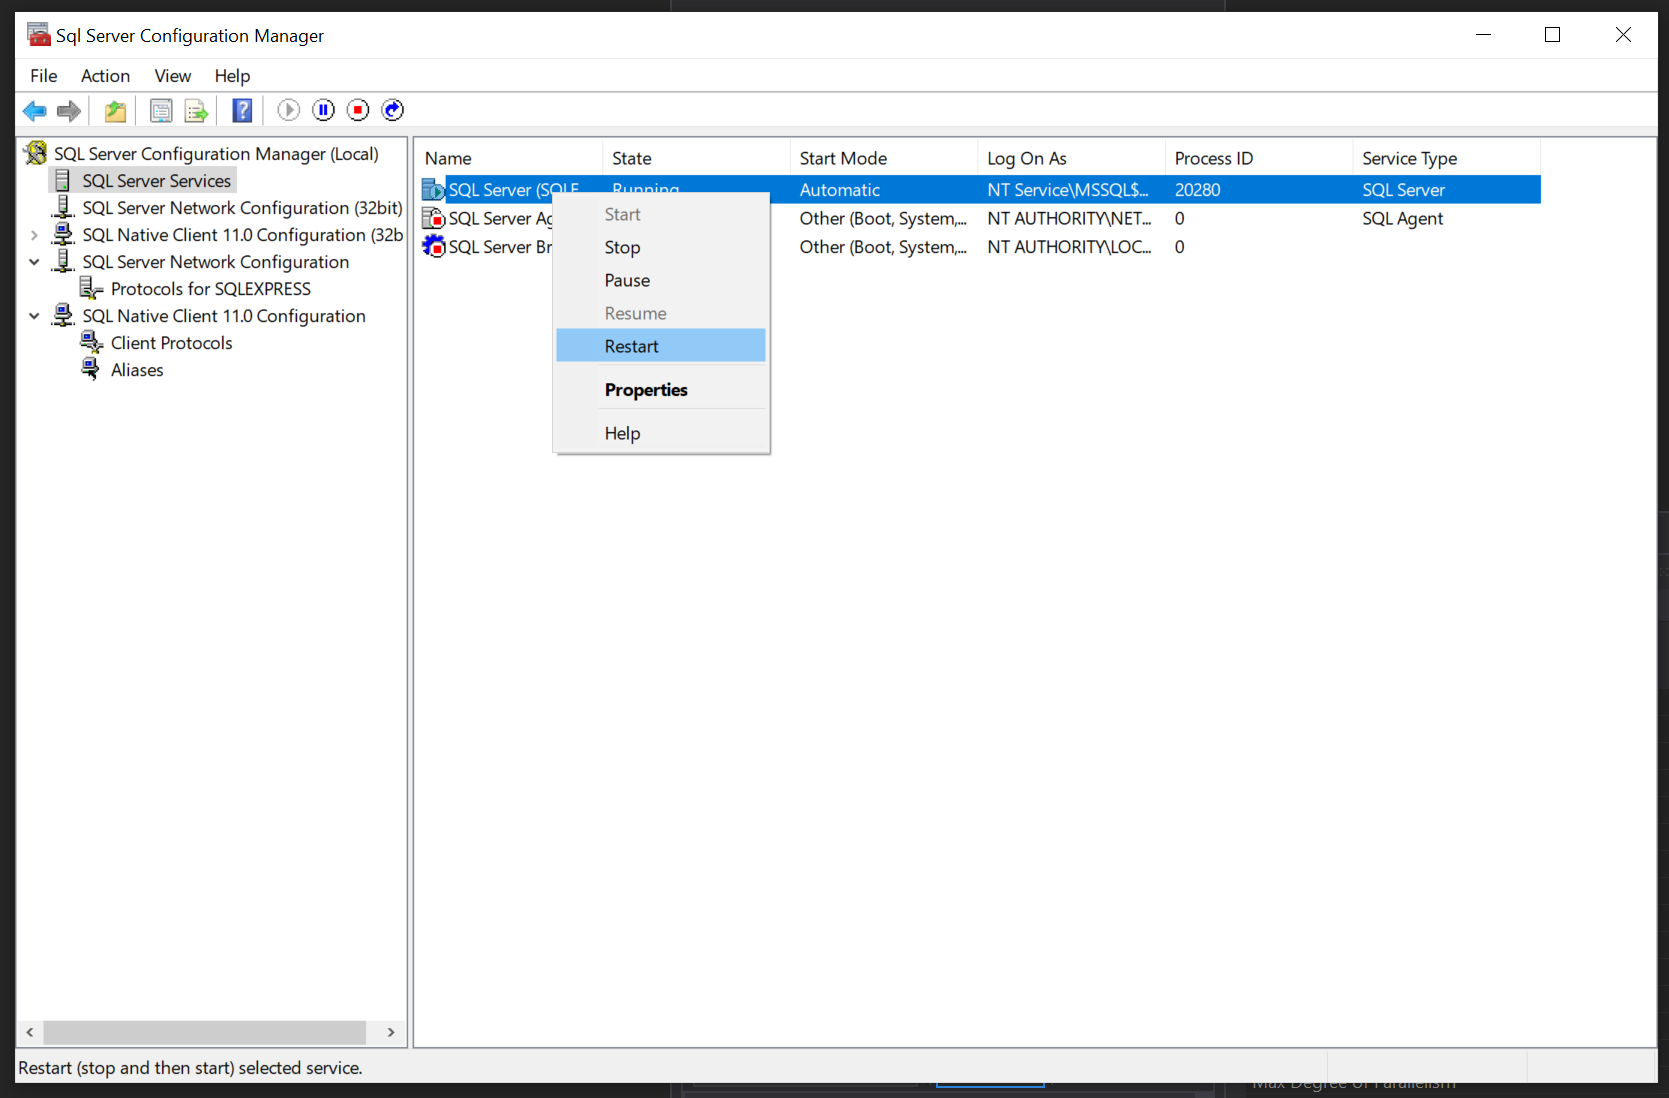 Sql Server Configuration Manager
File Action View Help
SQL Server Configuration Manager (Local)
SQL Server Services
SQL Server Network Configuration (32bit)
SQL Native Client 11.0 Configuration (32b
SQL Server Network Configuration
Protocols for SQLEXPRESS
SQL Native Client 11.0 Configuration
Client Protocols
Aliases
Name State Start Mode Log On As Process ID Service Type
SQL Server (SQLE Running Automatic NT Service\MSSQL$... 20280 SQL Server
SQL Server Ag Other (Boot, System,... NT AUTHORITY\NET... 0 SQL Agent
SQL Server Br Other (Boot, System,... NT AUTHORITY\LOC... 0
Start
Stop
Pause
Resume
Restart
Properties
Help
Restart (stop and then start) selected service.
Max Degree of Parallelism